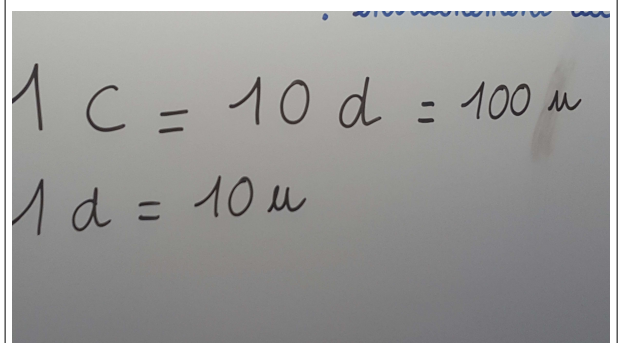 1 c = 10 d = 100 u
1 d = 10 u